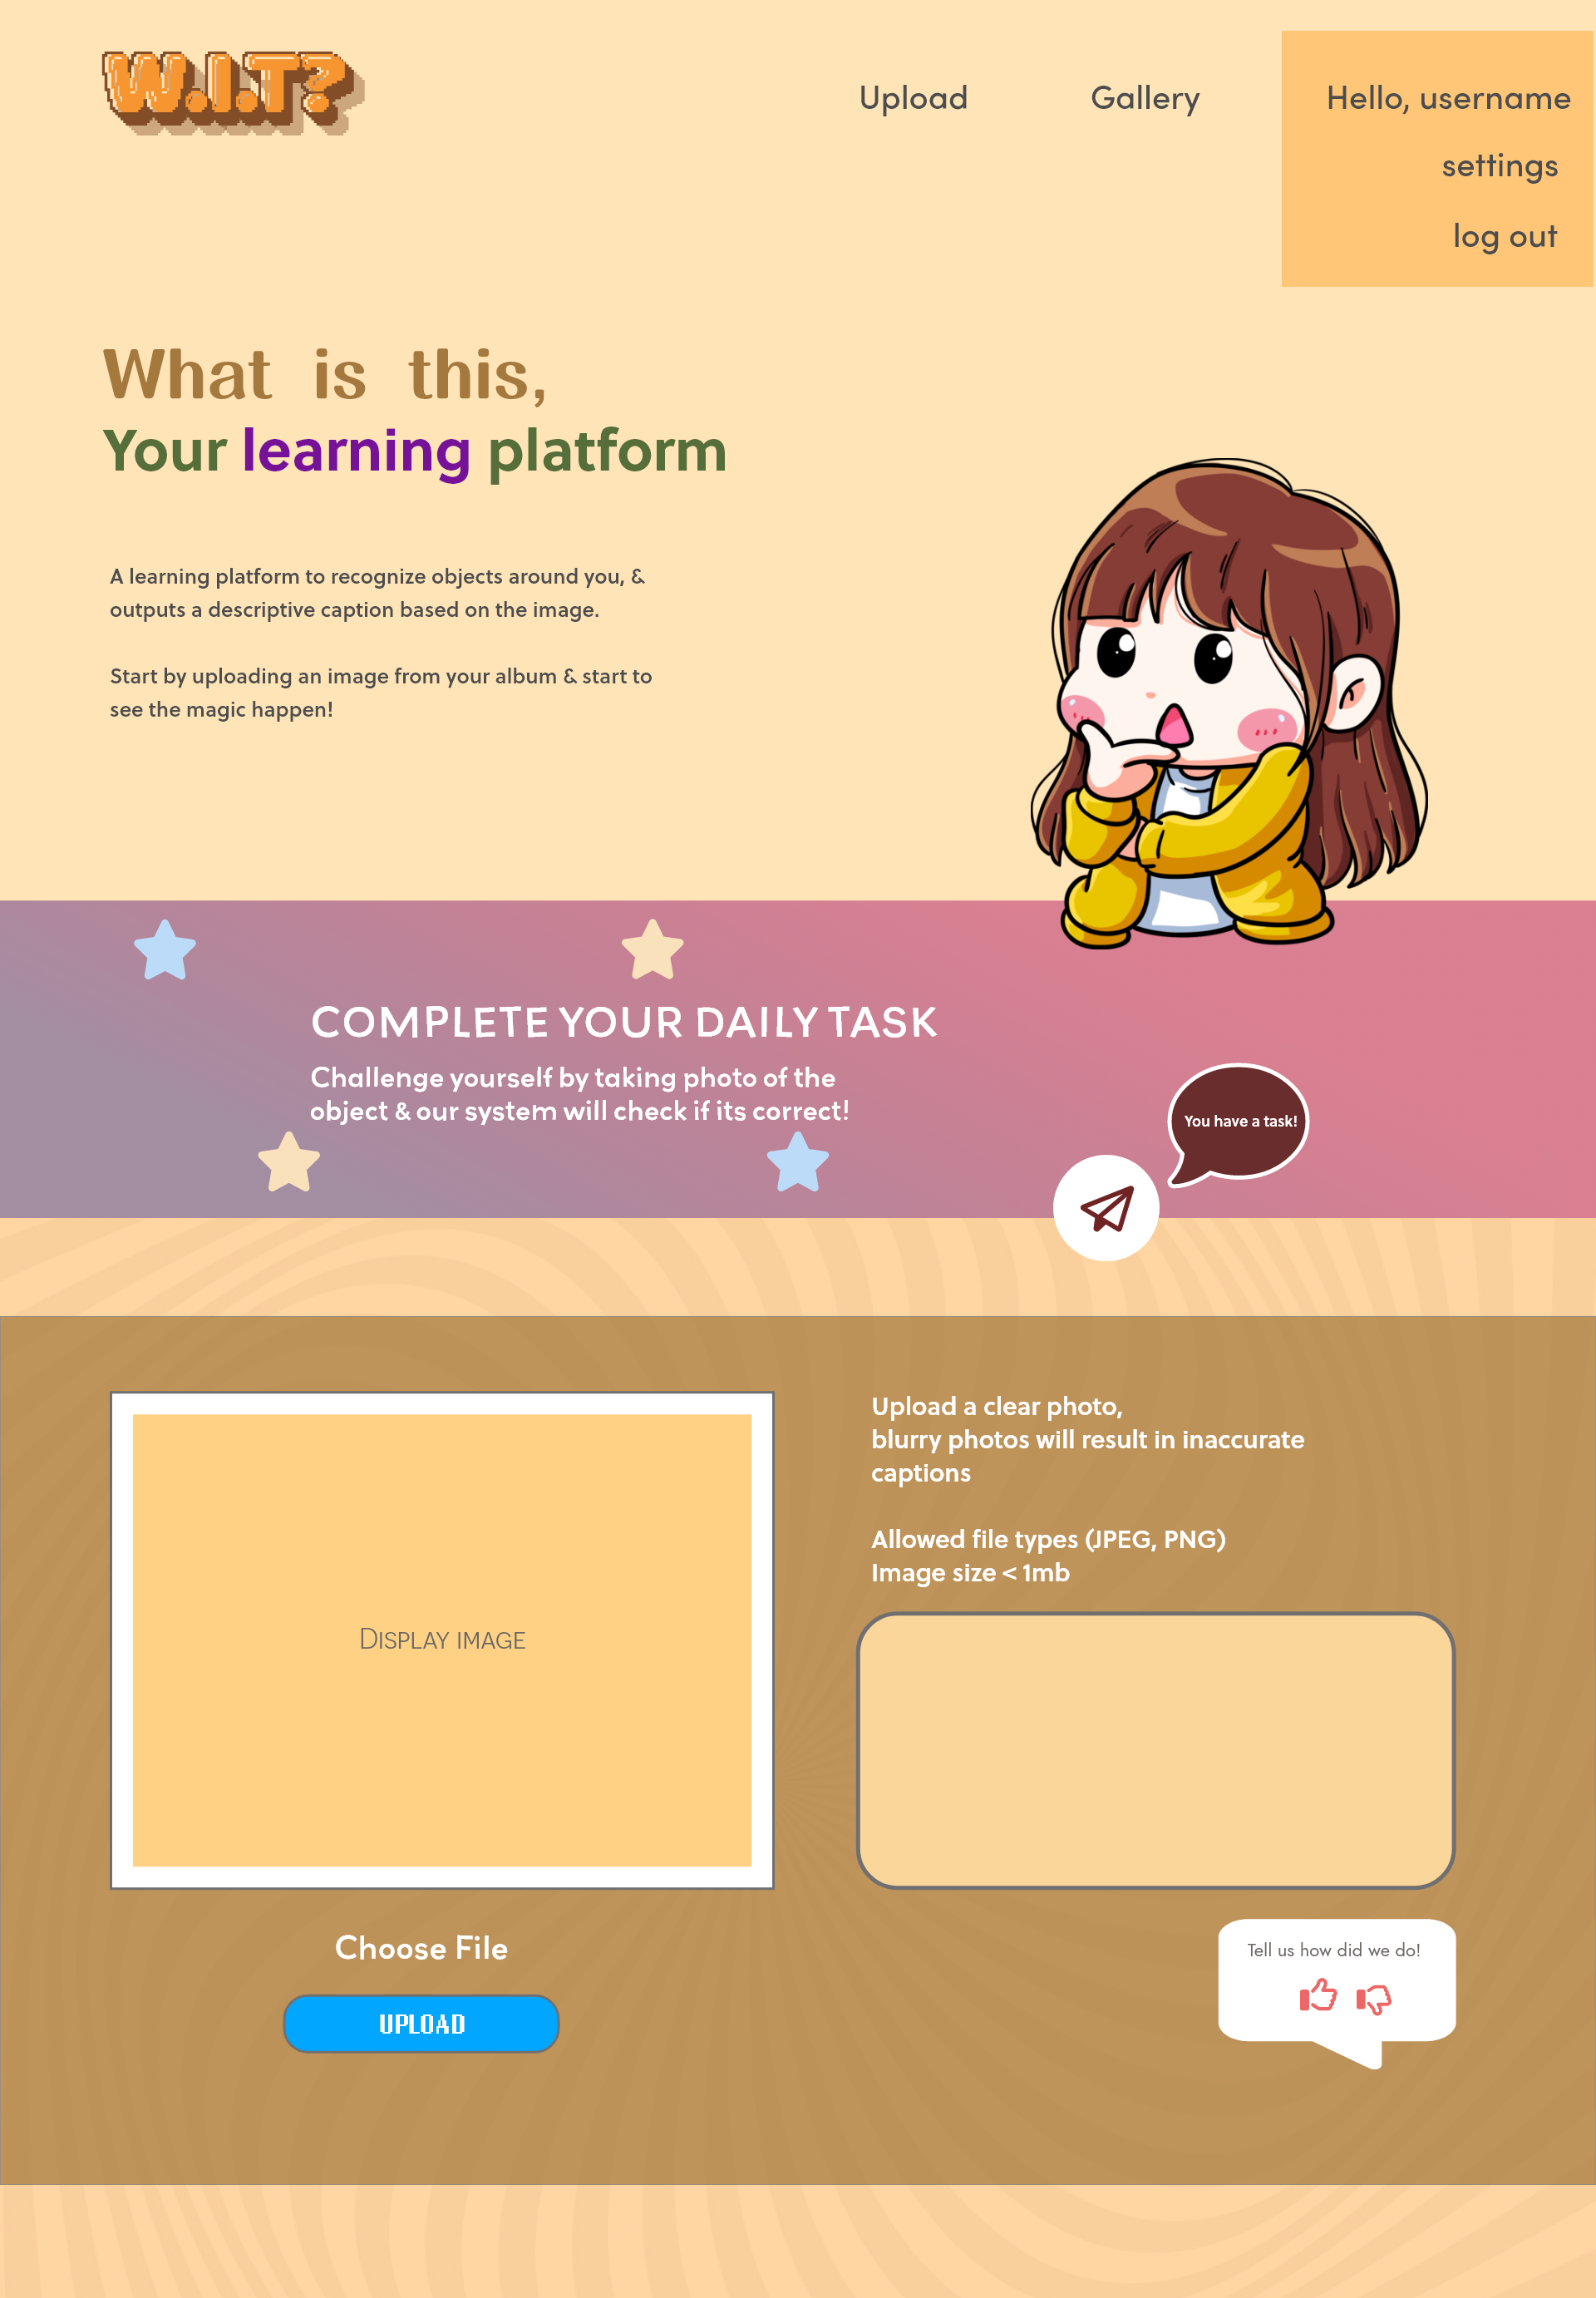 W.I.T?
Upload
Gallery
Hello, username
settings
log out
What is this,
Your learning platform
A learning platform to recognize objects around you, &
outputs a descriptive caption based on the image.
Start by uploading an image from your album & start to
see the magic happen!
COMPLETE YOUR DAILY TASK
Challenge yourself by taking photo of the
object & our system will check if its correct!
You have a task!
Upload a clear photo,
blurry photos will result in inaccurate
captions
Allowed file types (JPEG, PNG)
Image size < 1mb
Display image
Choose File
UPLOAD
Tell us how did we do!